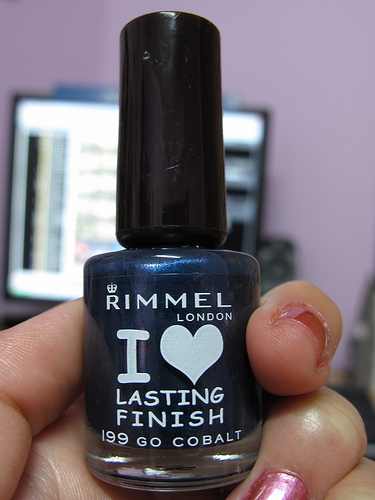 RIMMEL
LONDON
I ♥
LASTING
FINISH
199 GO COBALT